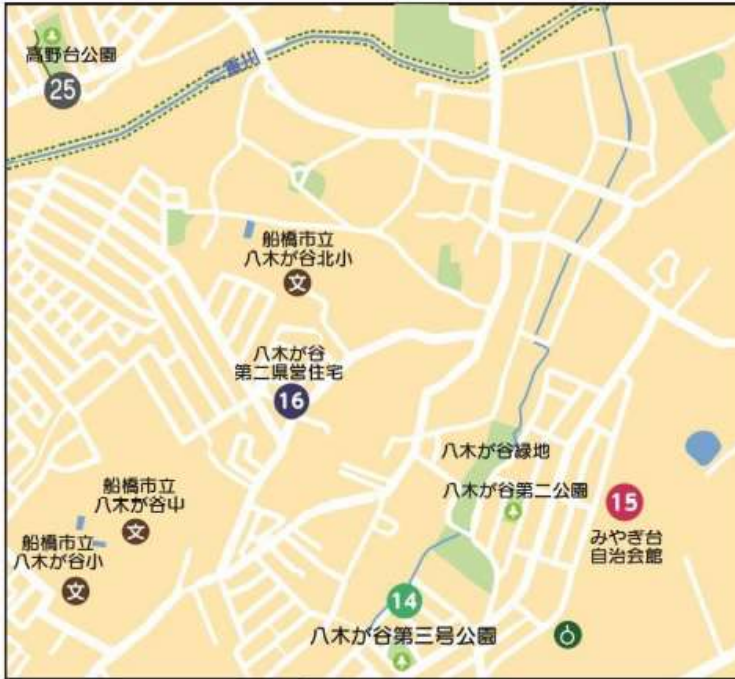 高野台公園
25
二重川
船橋市立
八木が谷北小
文
八木が谷
第二県営住宅
16
八木が谷緑地
八木が谷第二公園
15
みやぎ台
自治会館
船橋市立
八木が谷中
文
船橋市立
八木が谷小
文
14
八木が谷第三号公園